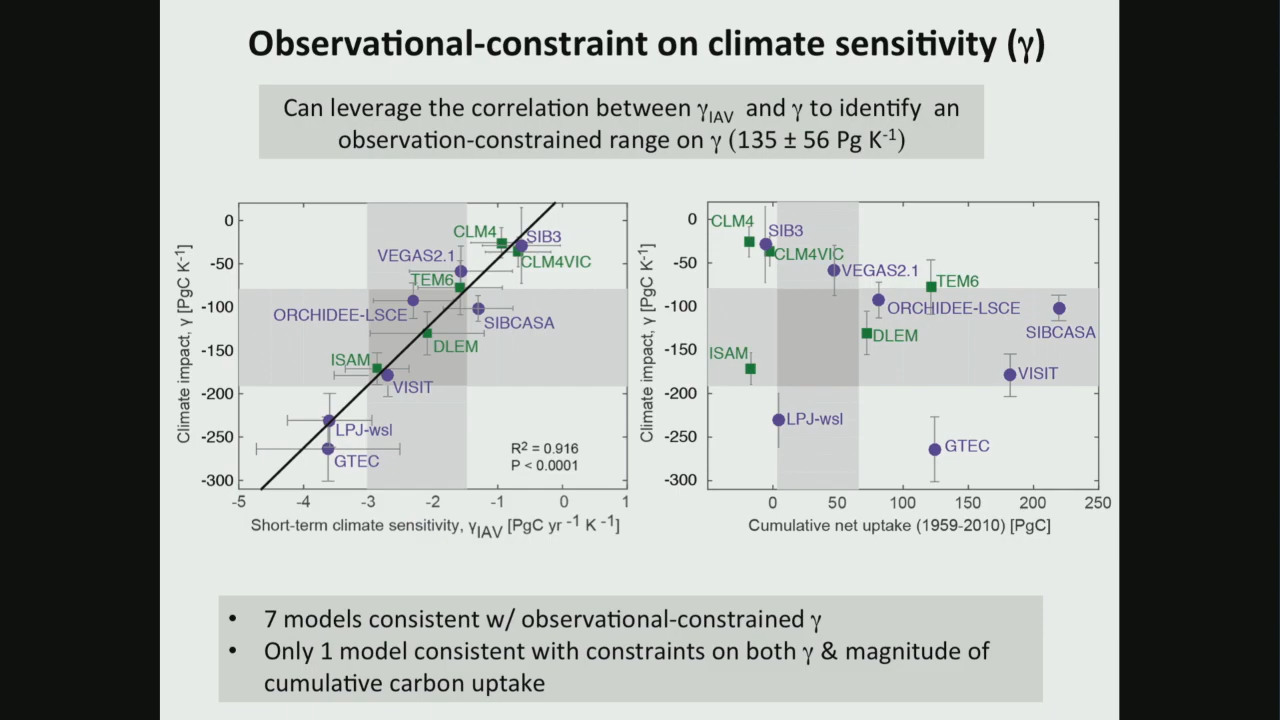 Observational-constraint on climate sensitivity (γ)
Can leverage the correlation between γIAV and γ to identify an
observation-constrained range on γ (135 ± 56 Pg K-1)
Climate impact, γ [PgC K-1]
0
-50
-100
-150
-200
-250
-300
CLM4
SIB3
VEGAS2.1
CLM4VIC
TEM6
ORCHIDEE-LSCE
SIBCASA
DLEM
ISAM
VISIT
LPJ-wsl
GTEC
R2 = 0.916
P < 0.0001
-5 -4 -3 -2 -1 0 1
Short-term climate sensitivity, γIAV [PgC yr -1 K -1]
Climate impact, γ [PgC K-1]
0
-50
-100
-150
-200
-250
-300
CLM4
SIB3
CLM4VIC
VEGAS2.1
TEM6
ORCHIDEE-LSCE
SIBCASA
DLEM
ISAM
VISIT
LPJ-wsl
GTEC
0 50 100 150 200 250
Cumulative net uptake (1959-2010) [PgC]
• 7 models consistent w/ observational-constrained γ
• Only 1 model consistent with constraints on both γ & magnitude of
cumulative carbon uptake